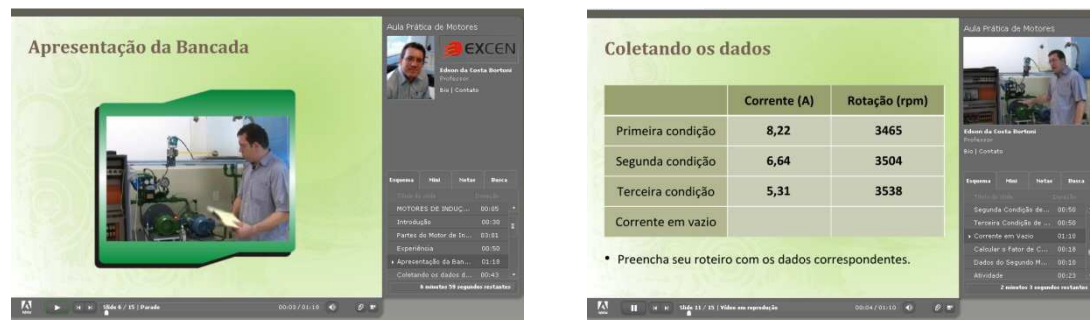 Apresentação da Bancada
Aula Prática de Motores
EXCEN
Edson da Costa Bortoni
Professor
Bio | Contato
Esquema Mini Notas Busca
MOTORES DE INDUÇ... 00:05
Introdução 00:30
Partes do Motor de In... 03:01
Experiência 00:50
Apresentação da Ban... 01:18
Coletando os dados d... 00:43
6 minutos 58 segundos restantes
Slide 6 / 15 | Parado
00:00 / 01:18
Coletando os dados
Corrente (A) Rotação (rpm)
Primeira condição 8,22 3465
Segunda condição 6,64 3504
Terceira condição 5,31 3538
Corrente em vazio
• Preencha seu roteiro com os dados correspondentes.
Aula Prática de Motores
Edson da Costa Bortoni
Professor
Bio | Contato
Esquema Mini Notas Busca
Segunda Condição de... 00:50
Terceira Condição de ... 00:50
Corrente em Vazio 01:10
Calcular o Fator de C... 00:18
Dados do Segundo M... 00:10
Atividade 00:23
2 minutos 3 segundos restantes
Slide 11 / 15 | Vídeo em reprodução
00:04 / 01:10